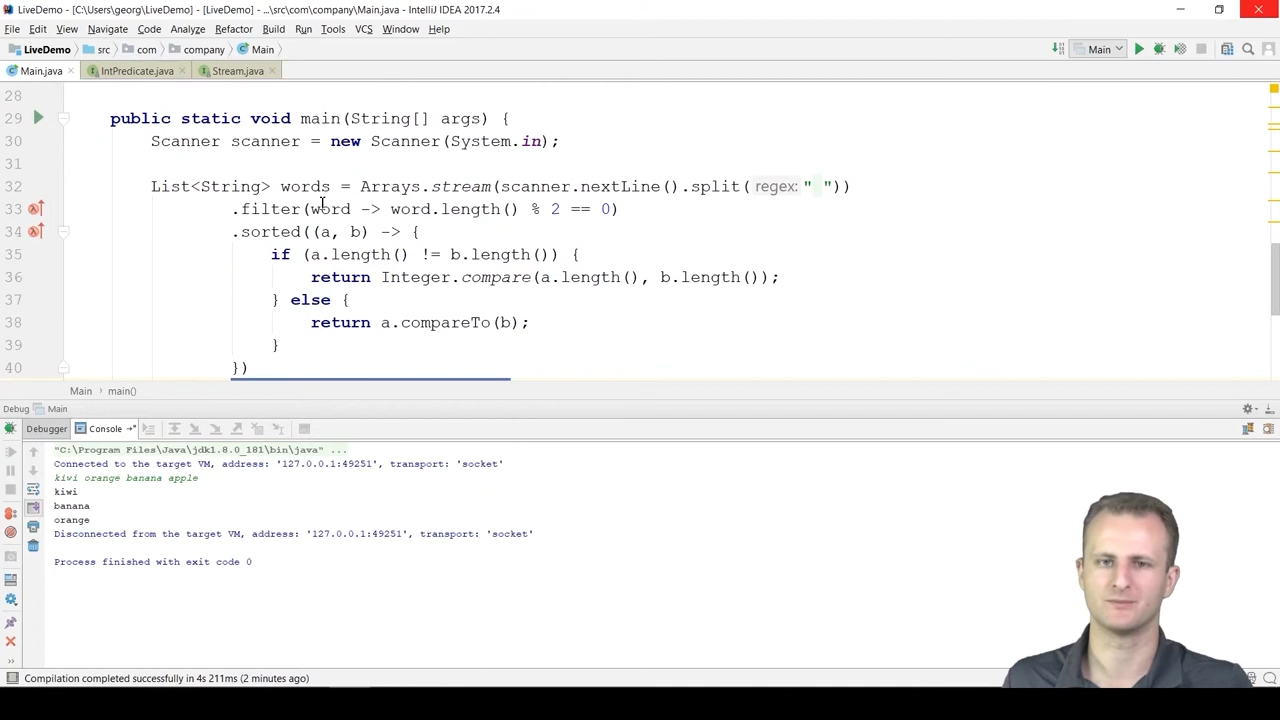 LiveDemo - [C:\Users\georg\LiveDemo] - [LiveDemo] - ...\src\com\company\Main.java - IntelliJ IDEA 2017.2.4
File Edit View Navigate Code Analyze Refactor Build Run Tools VCS Window Help
LiveDemo src com company Main Main
Main.java IntPredicate.java Stream.java
28
29 public static void main(String[] args) {
30 Scanner scanner = new Scanner(System.in);
31
32 List<String> words = Arrays.stream(scanner.nextLine().split( regex: " "))
33 .filter(word -> word.length() % 2 == 0)
34 .sorted((a, b) -> {
35 if (a.length() != b.length()) {
36 return Integer.compare(a.length(), b.length());
37 } else {
38 return a.compareTo(b);
39 }
40 })
Main main()
Debug Main
Debugger Console
"C:\Program Files\Java\jdk1.8.0_181\bin\java" ...
Connected to the target VM, address: '127.0.0.1:49251', transport: 'socket'
kiwi orange banana apple
kiwi
banana
orange
Disconnected from the target VM, address: '127.0.0.1:49251', transport: 'socket'
Process finished with exit code 0
Compilation completed successfully in 4s 211ms (2 minutes ago)